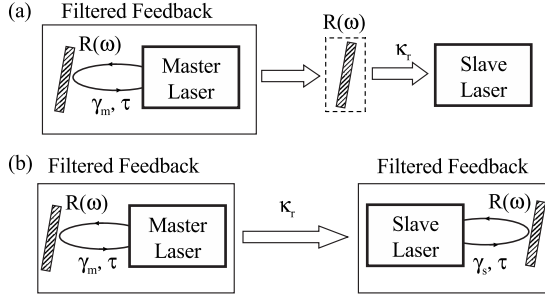 (a) Filtered Feedback
R(ω)
R(ω)
Master
Laser
γm, τ
κr
Slave
Laser
(b) Filtered Feedback
Filtered Feedback
R(ω)
Master
Laser
γm, τ
κr
Slave
Laser
R(ω)
γs, τ